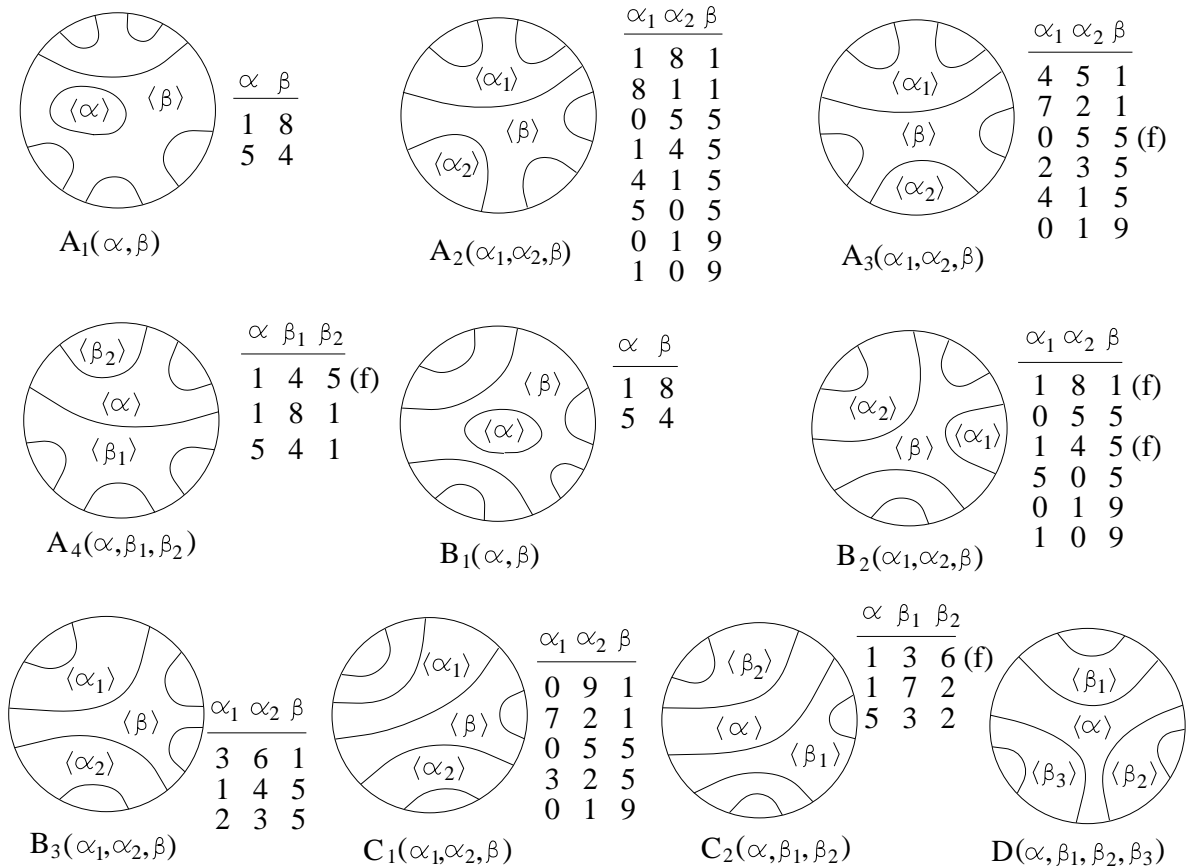 ⟨α⟩ ⟨β⟩
α β
1 8
5 4
A₁(α,β)
⟨α₁⟩
⟨β⟩
⟨α₂⟩
α₁ α₂ β
1 8 1
8 1 1
0 5 5
1 4 5
4 1 5
5 0 5
0 1 9
1 0 9
A₂(α₁,α₂,β)
⟨α₁⟩
⟨β⟩
⟨α₂⟩
α₁ α₂ β
4 5 1
7 2 1
0 5 5 (f)
2 3 5
4 1 5
0 1 9
A₃(α₁,α₂,β)
⟨β₂⟩
⟨α⟩
⟨β₁⟩
α β₁ β₂
1 4 5 (f)
1 8 1
5 4 1
A₄(α,β₁,β₂)
⟨β⟩
⟨α⟩
α β
1 8
5 4
B₁(α,β)
⟨α₂⟩
⟨α₁⟩
⟨β⟩
α₁ α₂ β
1 8 1 (f)
0 5 5
1 4 5 (f)
5 0 5
0 1 9
1 0 9
B₂(α₁,α₂,β)
⟨α₁⟩
⟨β⟩
⟨α₂⟩
α₁ α₂ β
3 6 1
1 4 5
2 3 5
B₃(α₁,α₂,β)
⟨α₁⟩
⟨β⟩
⟨α₂⟩
α₁ α₂ β
0 9 1
7 2 1
0 5 5
3 2 5
0 1 9
C₁(α₁,α₂,β)
⟨β₂⟩
⟨α⟩
⟨β₁⟩
α β₁ β₂
1 3 6 (f)
1 7 2
5 3 2
C₂(α,β₁,β₂)
⟨β₁⟩
⟨α⟩
⟨β₃⟩ ⟨β₂⟩
D(α,β₁,β₂,β₃)